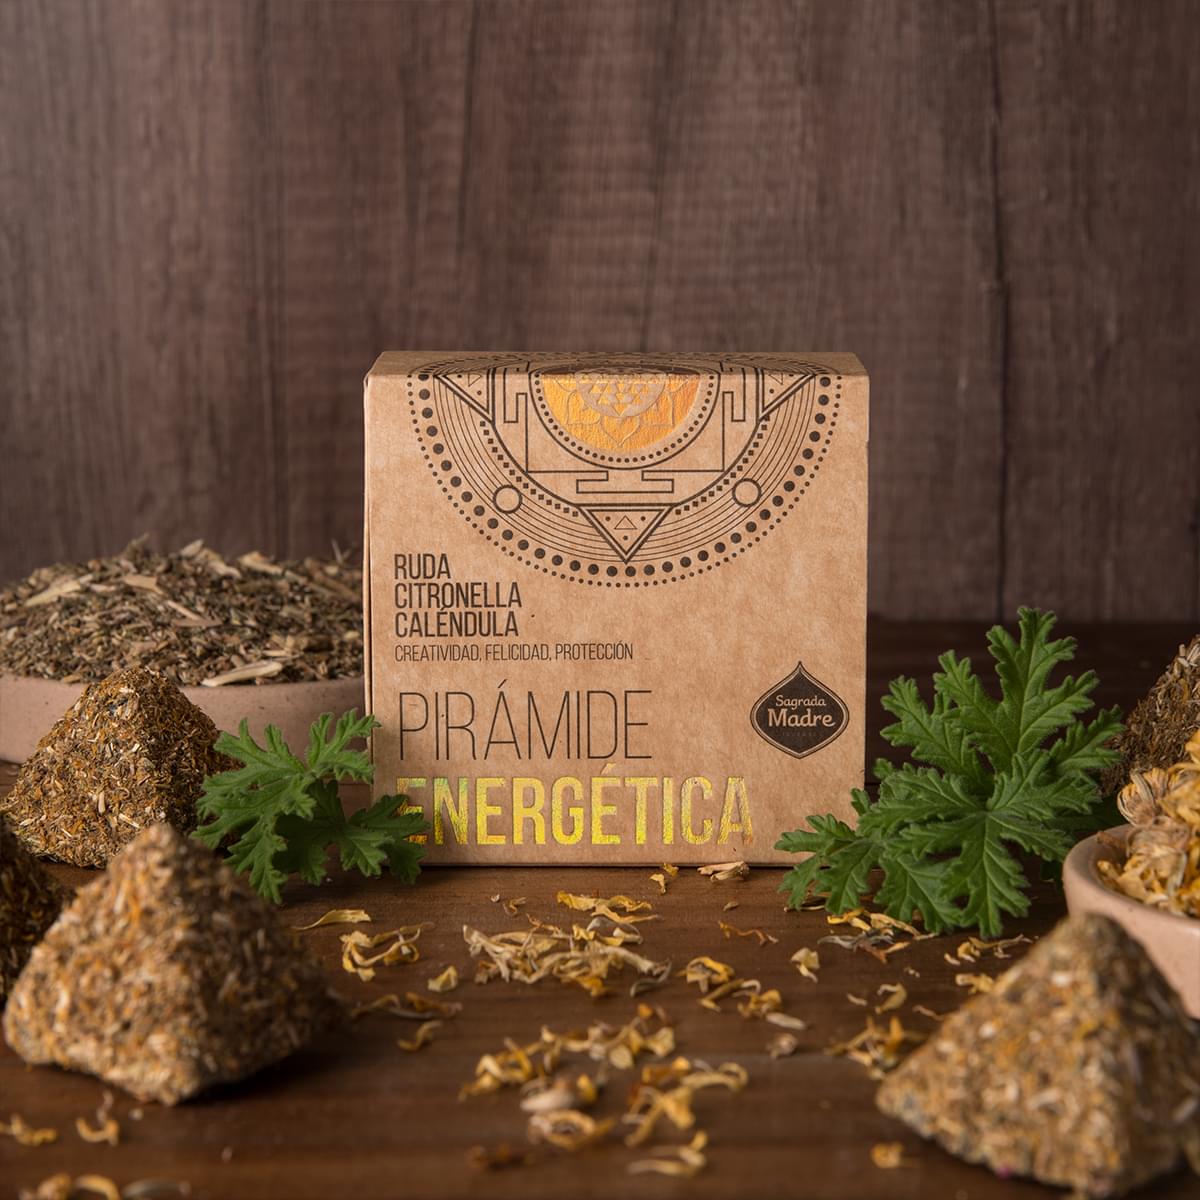 RUDA
CITRONELLA
CALÉNDULA
CREATIVIDAD, FELICIDAD, PROTECCIÓN
PIRÁMIDE
ENERGÉTICA
Sagrada
Madre